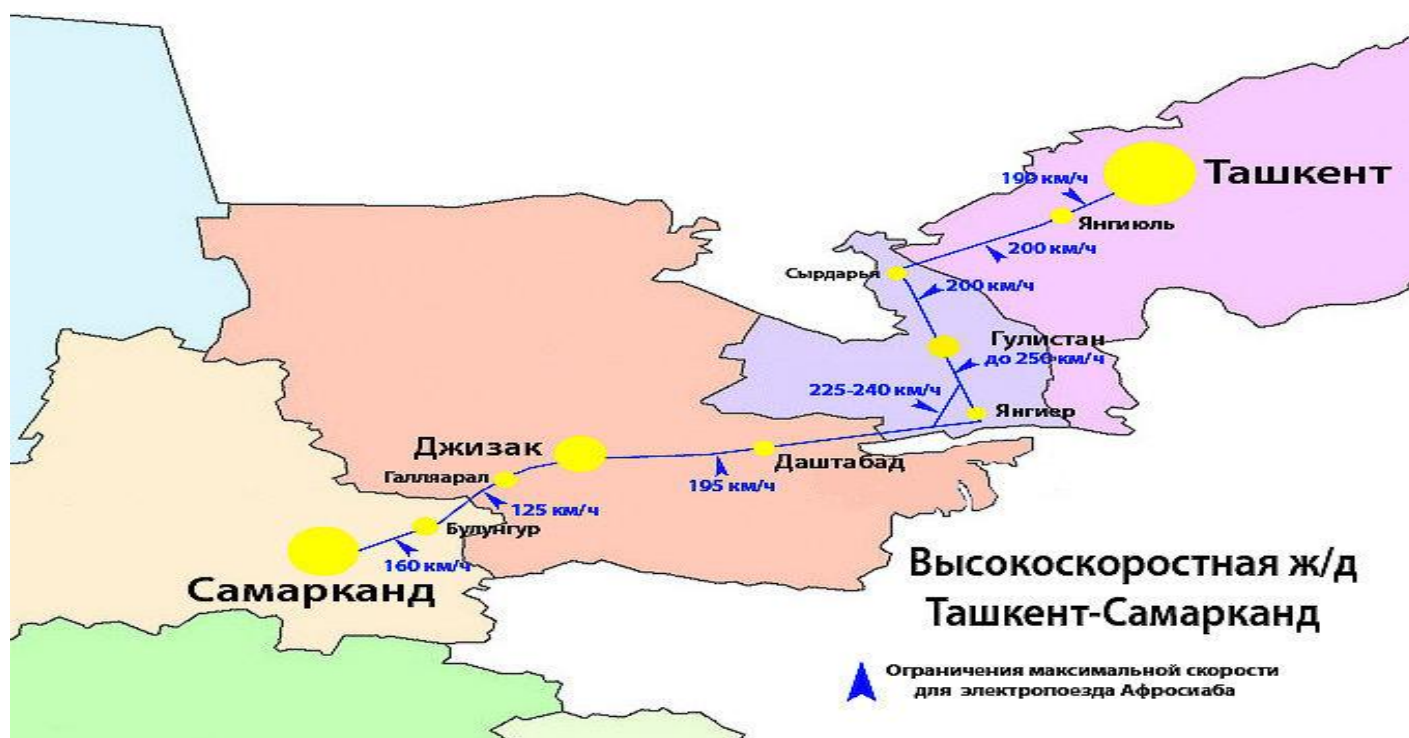 Ташкент
190 км/ч
Янгиюль
200 км/ч
Сырдарья
200 км/ч
Гулистан
до 250 км/ч
225-240 км/ч
Янгиер
Джизак
Даштабад
Галляарал
195 км/ч
125 км/ч
Булунгур
160 км/ч
Самарканд
Высокоскоростная ж/д
Ташкент-Самарканд
Ограничения максимальной скорости
для электропоезда Афросиаба